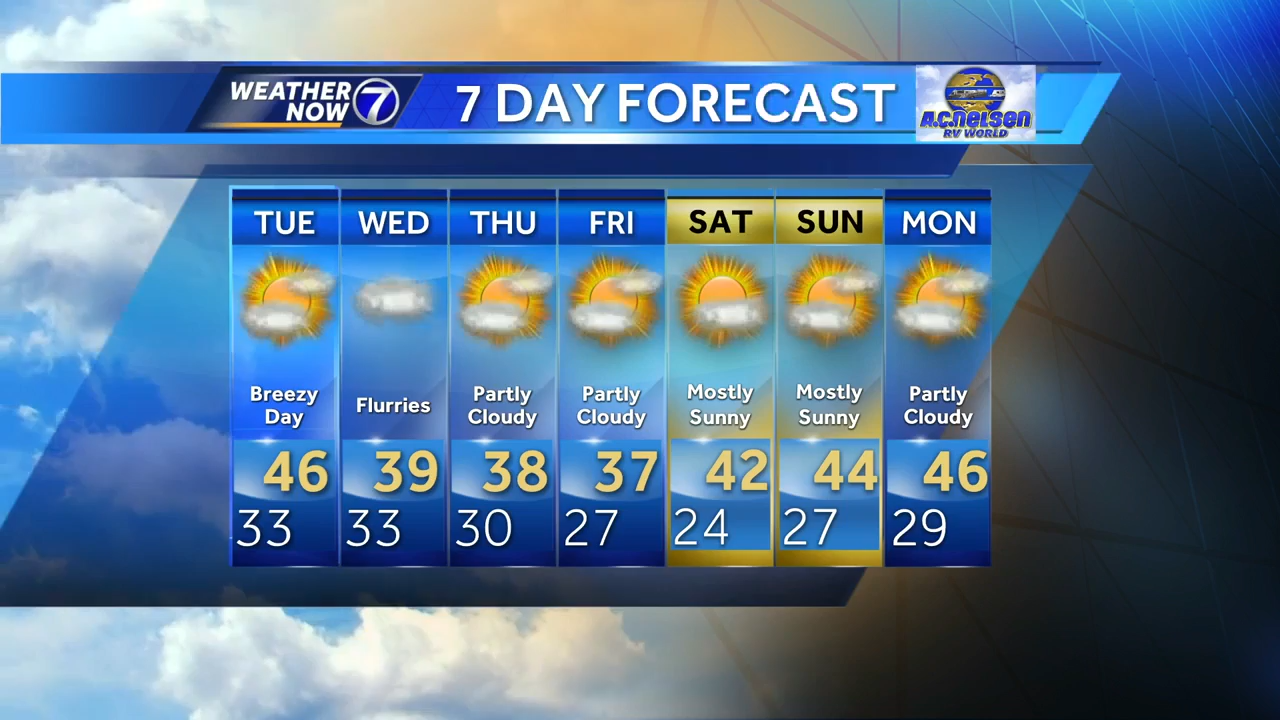 WEATHER
NOW 7
7 DAY FORECAST
A.C.Nelsen
RV WORLD
TUE WED THU FRI SAT SUN MON
Breezy Day Flurries Partly Cloudy Partly Cloudy Mostly Sunny Mostly Sunny Partly Cloudy
46 39 38 37 42 44 46
33 33 30 27 24 27 29